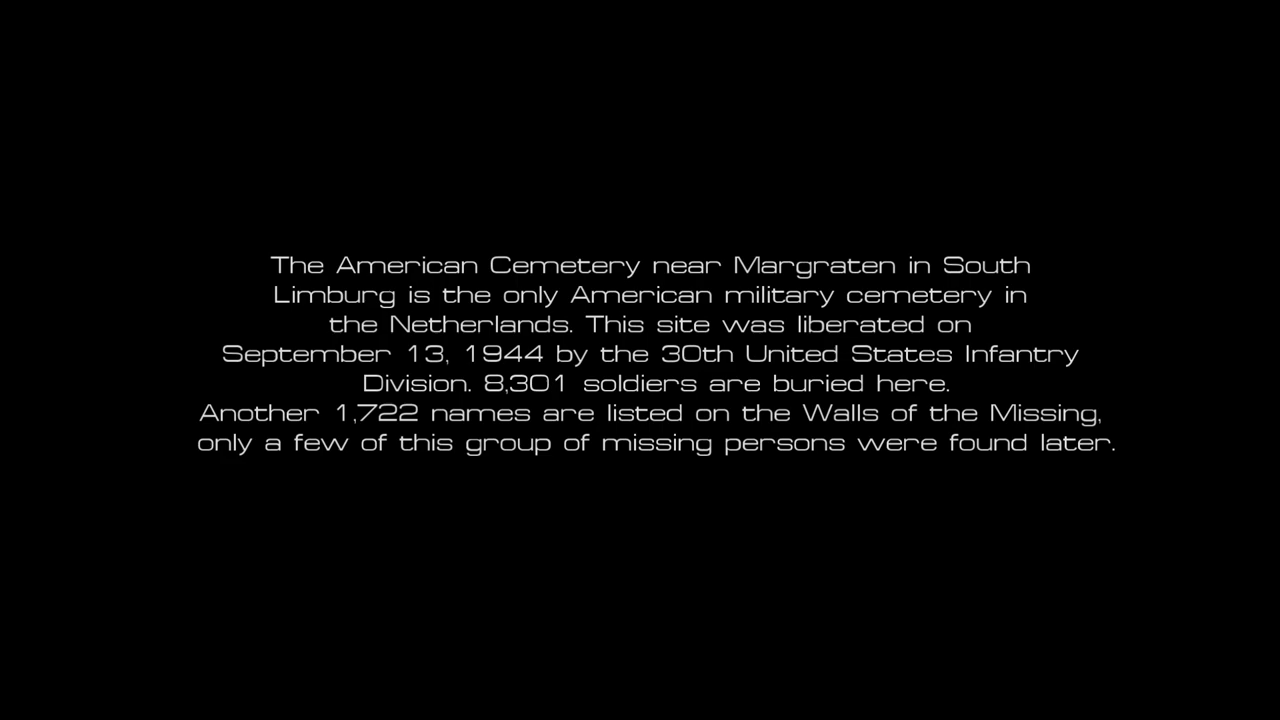 The American Cemetery near Margraten in South
Limburg is the only American military cemetery in
the Netherlands. This site was liberated on
September 13, 1944 by the 30th United States Infantry
Division. 8,301 soldiers are buried here.
Another 1,722 names are listed on the Walls of the Missing,
only a few of this group of missing persons were found later.